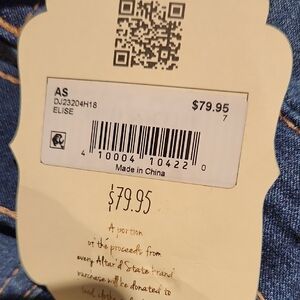 AS
DJ23204H18
ELISE
$79.95
7
4 10004 10422 0
Made in China
$79.95
A portion
of the proceeds from
every Altar'd State brand
purchase will be donated to